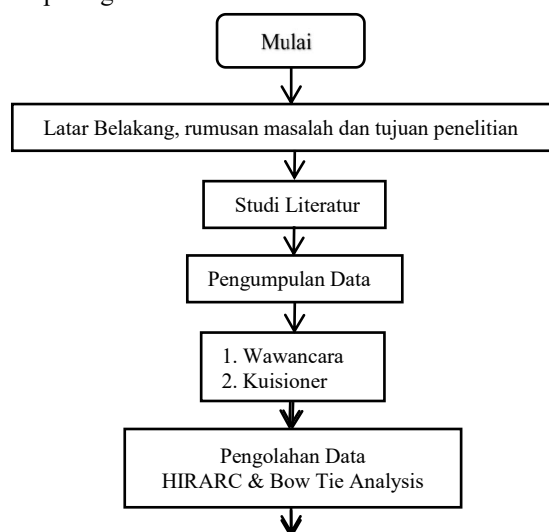 Mulai
Latar Belakang, rumusan masalah dan tujuan penelitian
Studi Literatur
Pengumpulan Data
1. Wawancara
2. Kuisioner
Pengolahan Data
HIRARC & Bow Tie Analysis